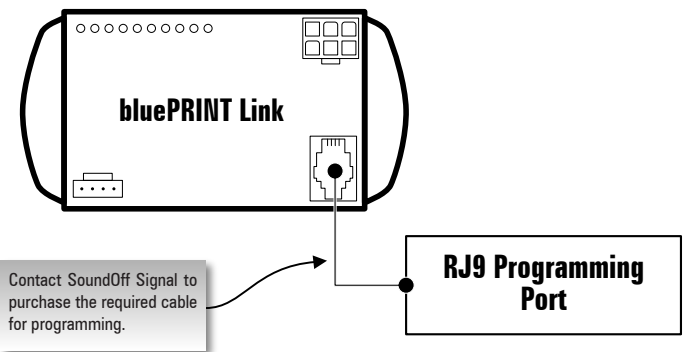 bluePRINT Link
RJ9 Programming
Port
Contact SoundOff Signal to
purchase the required cable
for programming.